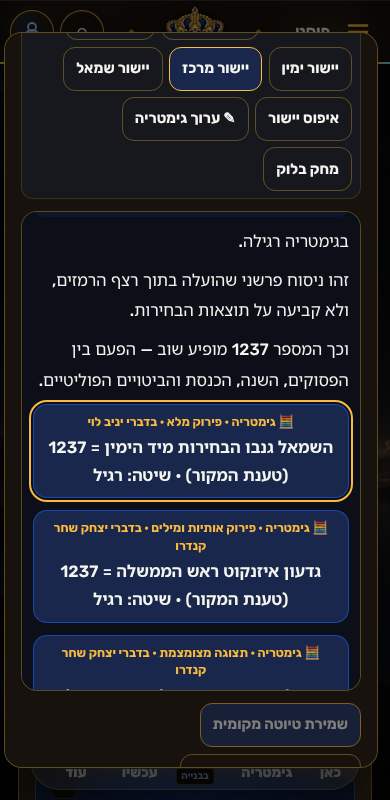 פוסט
יישור ימין
יישור מרכז
יישור שמאל
איפוס יישור
✎ ערוך גימטריה
מחק בלוק
בגימטריה רגילה.
זהו ניסוח פרשני שהועלה בתוך רצף הרמזים,
ולא קביעה על תוצאות הבחירות.
וכך המספר 1237 מופיע שוב – הפעם בין
הפסוקים, השנה, הכנסת והביטויים הפוליטיים.
🧮 גימטריה • פירוק מלא • בדברי יניב לוי
השמאל גנבו הבחירות מיד הימין = 1237
(טענת המקור) • שיטה: רגיל
🧮 גימטריה • פירוק אותיות ומילים • בדברי יצחק שחר
קנדרו
גדעון איזנקוט ראש הממשלה = 1237
(טענת המקור) • שיטה: רגיל
🧮 גימטריה • תצוגה מצומצמת • בדברי יצחק שחר
קנדרו
שמירת טיוטה מקומית
כאן
גימטריה
בבנייה
עכשיו
עוד